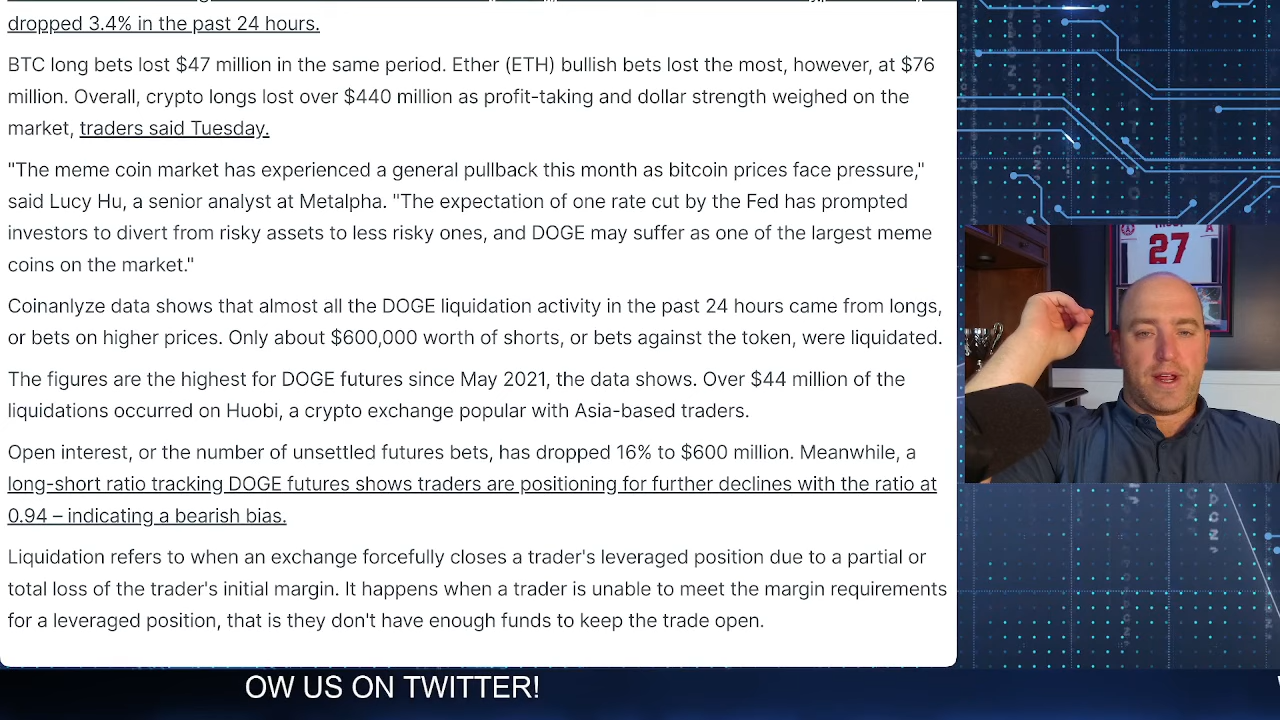 dropped 3.4% in the past 24 hours.
BTC long bets lost $47 million in the same period. Ether (ETH) bullish bets lost the most, however, at $76
million. Overall, crypto longs lost over $440 million as profit-taking and dollar strength weighed on the
market, traders said Tuesday.
"The meme coin market has experienced a general pullback this month as bitcoin prices face pressure,"
said Lucy Hu, a senior analyst at Metalpha. "The expectation of one rate cut by the Fed has prompted
investors to divert from risky assets to less risky ones, and DOGE may suffer as one of the largest meme
coins on the market."
Coinanlyze data shows that almost all the DOGE liquidation activity in the past 24 hours came from longs,
or bets on higher prices. Only about $600,000 worth of shorts, or bets against the token, were liquidated.
The figures are the highest for DOGE futures since May 2021, the data shows. Over $44 million of the
liquidations occurred on Huobi, a crypto exchange popular with Asia-based traders.
Open interest, or the number of unsettled futures bets, has dropped 16% to $600 million. Meanwhile, a
long-short ratio tracking DOGE futures shows traders are positioning for further declines with the ratio at
0.94 – indicating a bearish bias.
Liquidation refers to when an exchange forcefully closes a trader's leveraged position due to a partial or
total loss of the trader's initial margin. It happens when a trader is unable to meet the margin requirements
for a leveraged position, that is they don't have enough funds to keep the trade open.
27
OW US ON TWITTER!